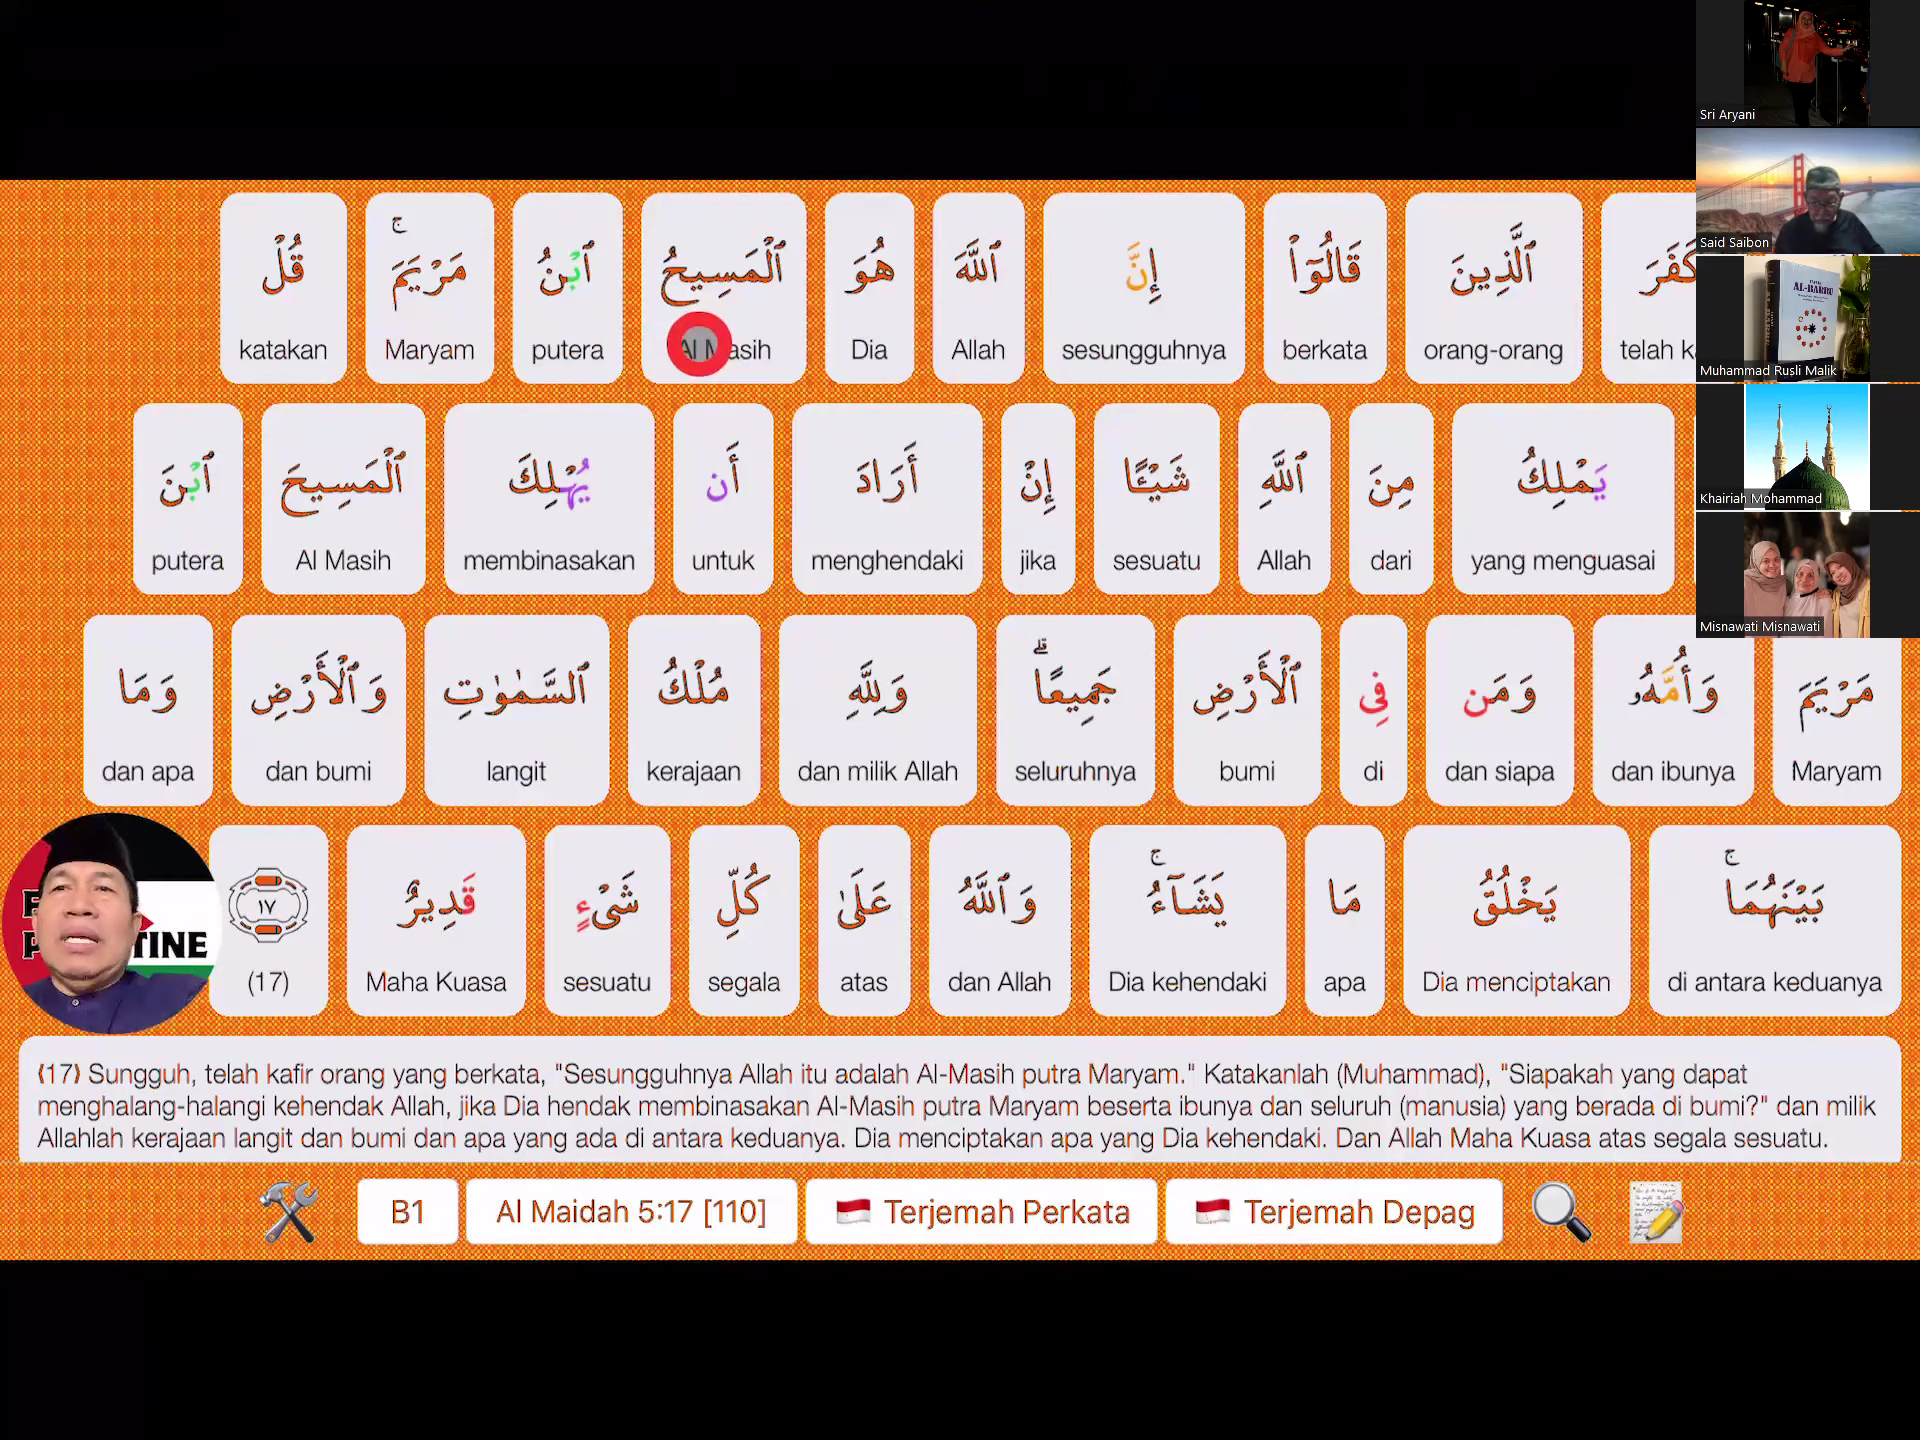 كَفَرَ ٱلَّذِينَ قَالُوٓا۟ إِنَّ ٱللَّهَ هُوَ ٱلْمَسِيحُ ٱبْنُ مَرْيَمَ ۚ قُلْ
telah orang-orang berkata sesungguhnya Allah Dia Al Masih putera Maryam katakan
يَمْلِكُ مِنَ ٱللَّهِ شَيْـًٔا إِنْ أَرَادَ أَن يُهْلِكَ ٱلْمَسِيحَ ٱبْنَ
yang menguasai dari Allah sesuatu jika menghendaki untuk membinasakan Al Masih putera
مَرْيَمَ وَأُمَّهُۥ وَمَن فِى ٱلْأَرْضِ جَمِيعًا ۗ وَلِلَّهِ مُلْكُ ٱلسَّمَٰوَٰتِ وَٱلْأَرْضِ وَمَا
Maryam dan ibunya dan siapa di bumi seluruhnya dan milik Allah kerajaan langit dan bumi dan apa
بَيْنَهُمَا ۚ يَخْلُقُ مَا يَشَآءُ ۚ وَٱللَّهُ عَلَىٰ كُلِّ شَىْءٍ قَدِيرٌ ١٧
di antara keduanya Dia menciptakan apa Dia kehendaki dan Allah atas segala sesuatu Maha Kuasa (17)
(17) Sungguh, telah kafir orang yang berkata, "Sesungguhnya Allah itu adalah Al-Masih putra Maryam." Katakanlah (Muhammad), "Siapakah yang dapat
menghalang-halangi kehendak Allah, jika Dia hendak membinasakan Al-Masih putra Maryam beserta ibunya dan seluruh (manusia) yang berada di bumi?" dan milik
Allahlah kerajaan langit dan bumi dan apa yang ada di antara keduanya. Dia menciptakan apa yang Dia kehendaki. Dan Allah Maha Kuasa atas segala sesuatu.
B1
Al Maidah 5:17 [110]
Terjemah Perkata
Terjemah Depag
Sri Aryani
Said Saibon
AL-BARRU
Muhammad Rusli Malik
Khairiah Mohammad
Misnawati Misnawati